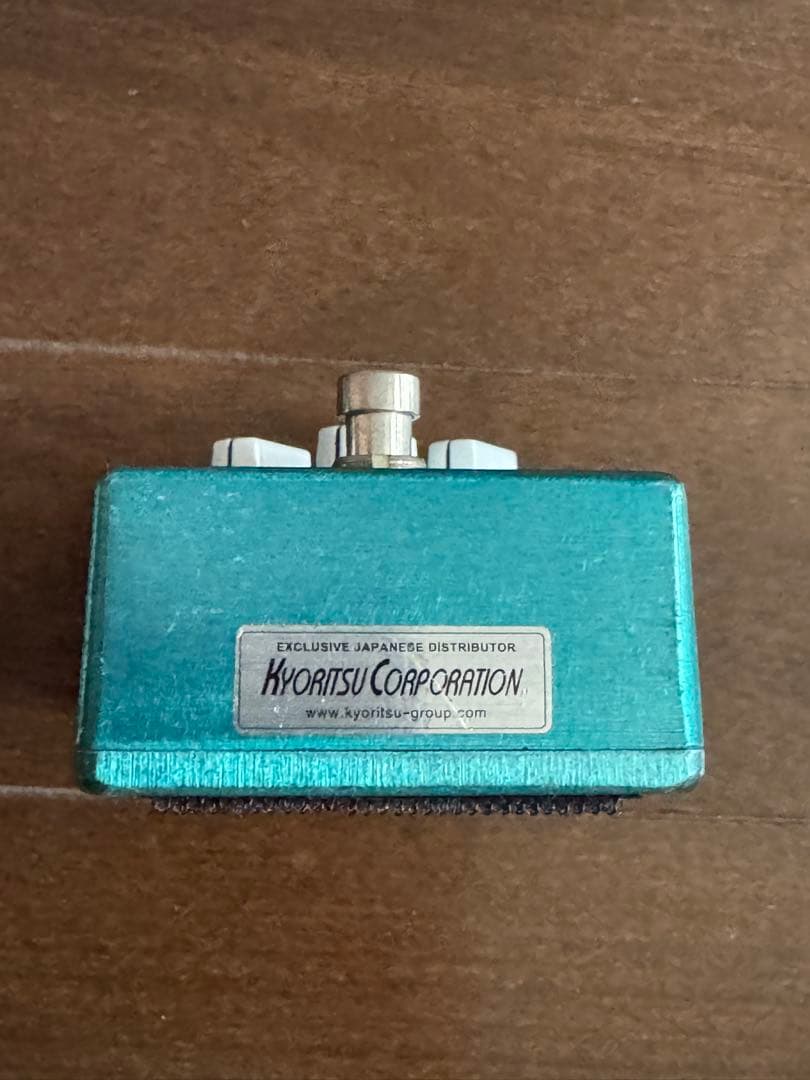 EXCLUSIVE JAPANESE DISTRIBUTOR
KYORITSU CORPORATION
www.kyoritsu-group.com